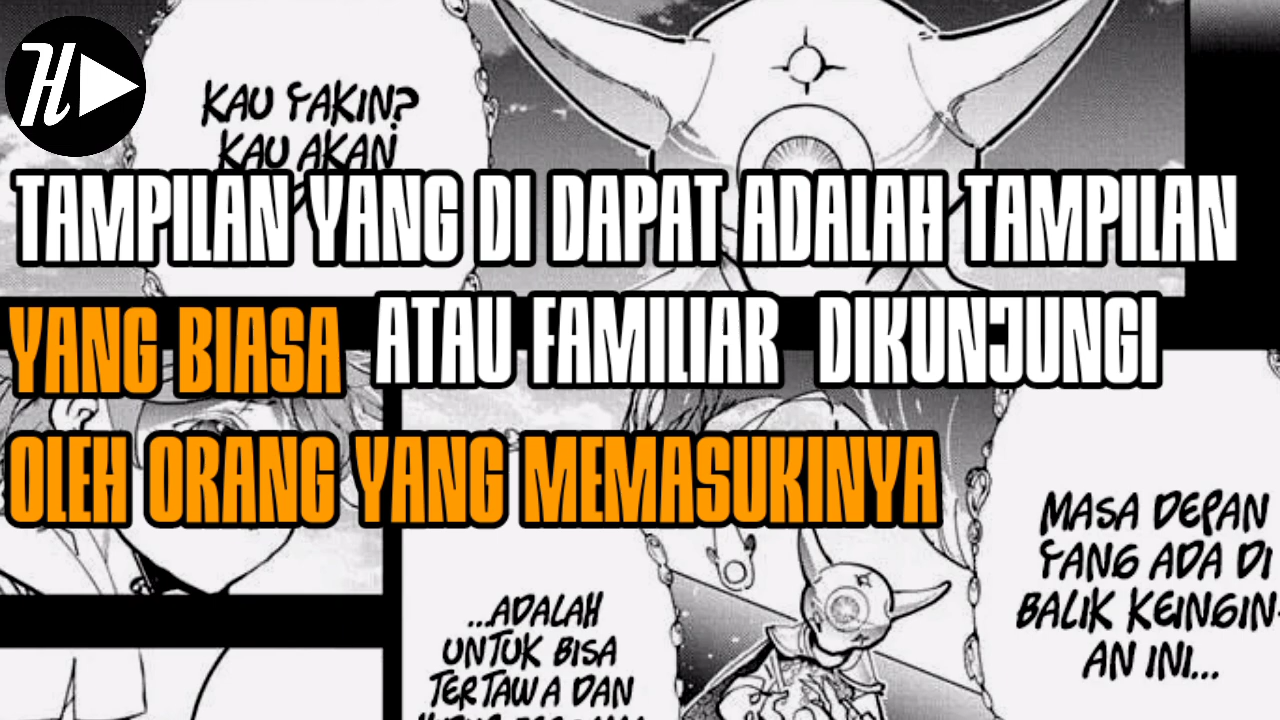 H
KAU YAKIN?
KAU AKAN
TAMPILAN YANG DI DAPAT ADALAH TAMPILAN
YANG BIASA ATAU FAMILIAR DIKUNJUNGI
OLEH ORANG YANG MEMASUKINYA
MASA DEPAN
YANG ADA DI
BALIK KEINGIN-
AN INI...
...ADALAH
UNTUK BISA
TERTAWA DAN